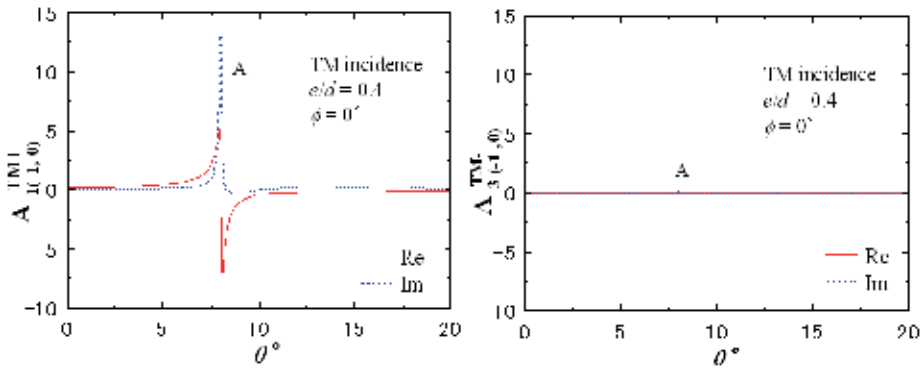 15
10
5
0
−5
−10
0 5 10 15 20
θ°
A
TM incidence
e/d = 0.4
ϕ = 0°
Re
Im
15
10
5
0
−5
10
0 5 10 15 20
θ°
A
TM incidence
e/d 0.4
ϕ = 0°
Re
Im